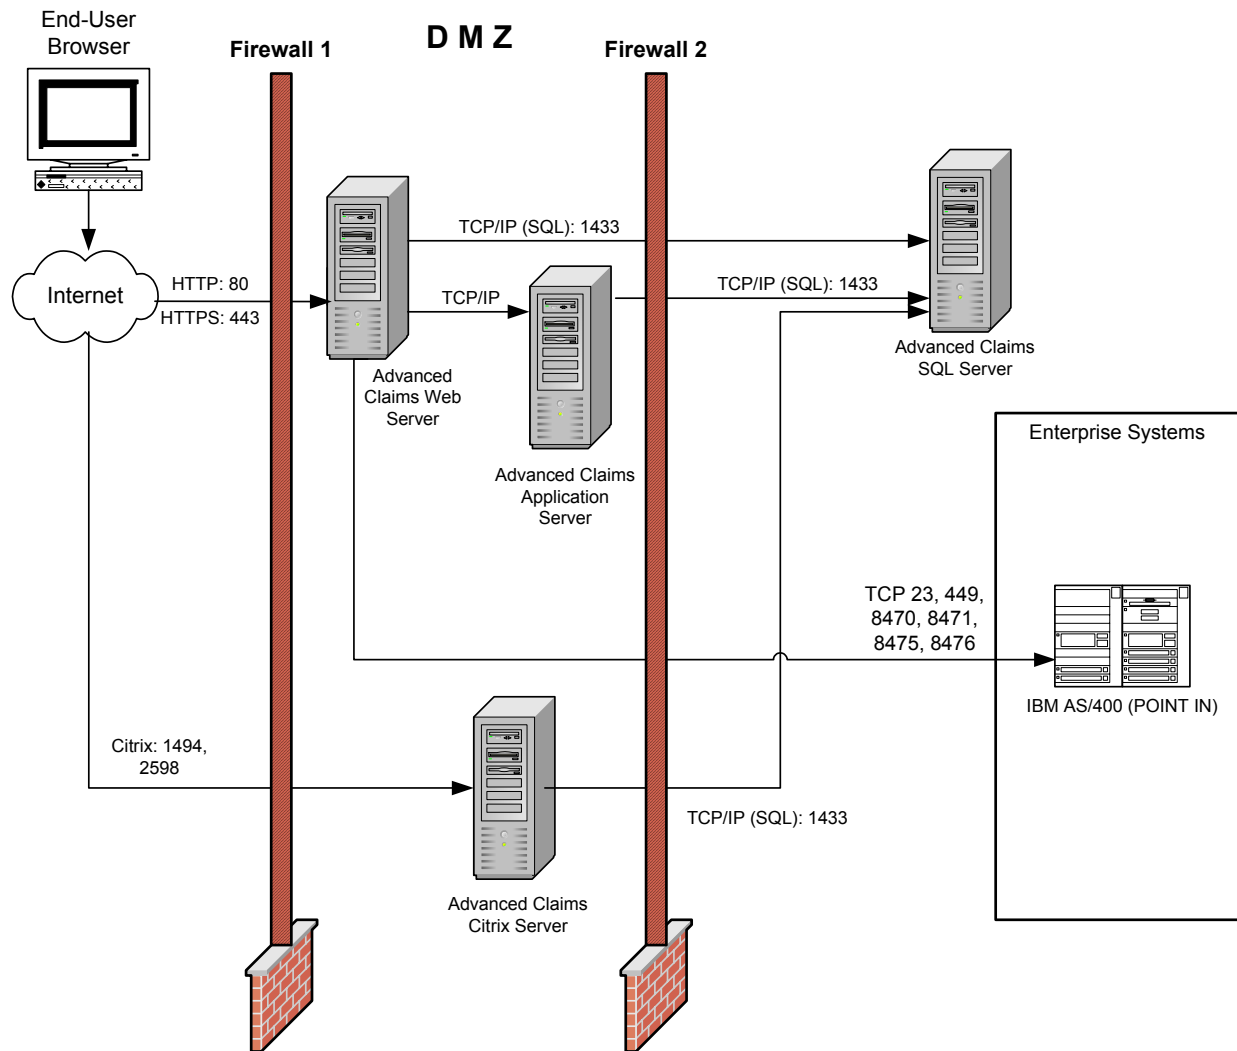 End-User
Browser
Firewall 1
D M Z
Firewall 2
Internet
HTTP: 80
HTTPS: 443
TCP/IP (SQL): 1433
TCP/IP
TCP/IP (SQL): 1433
Advanced
Claims Web
Server
Advanced Claims
Application
Server
Advanced Claims
SQL Server
Enterprise Systems
TCP 23, 449,
8470, 8471,
8475, 8476
IBM AS/400 (POINT IN)
Citrix: 1494,
2598
TCP/IP (SQL): 1433
Advanced Claims
Citrix Server